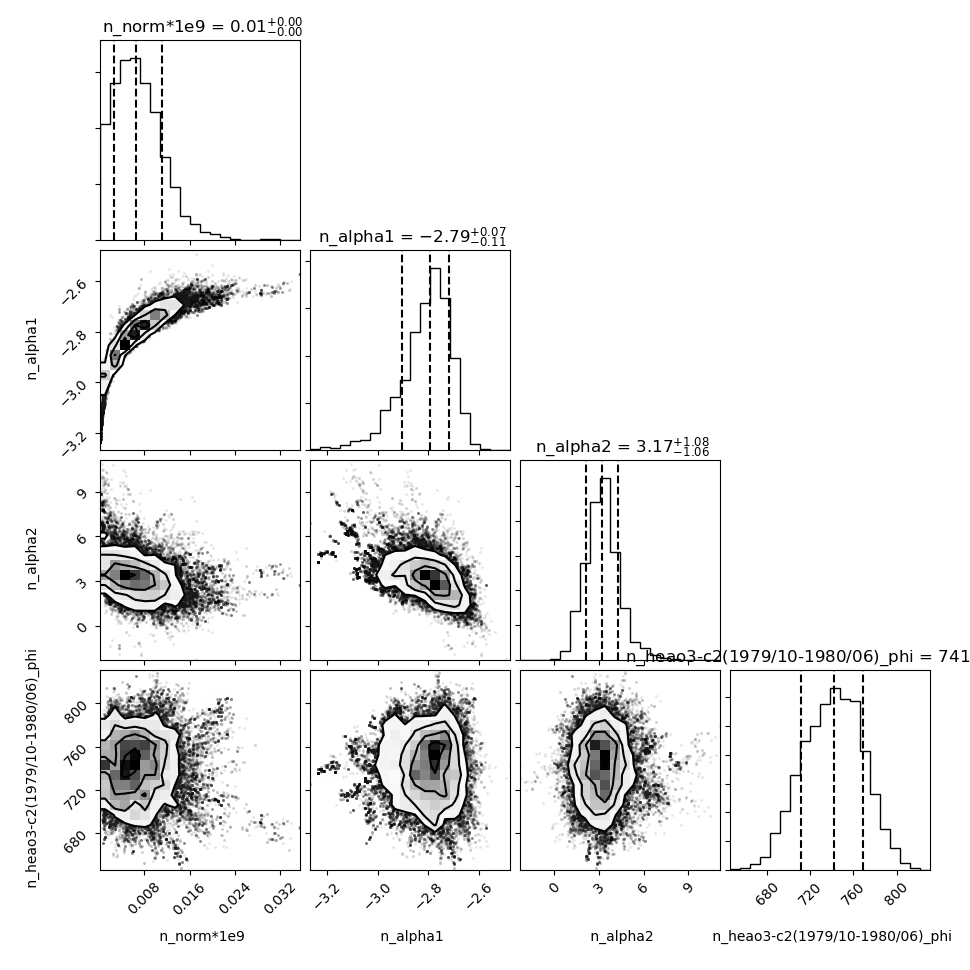 n_norm*1e9 = 0.01+0.00 −0.00
n_alpha1 = −2.79+0.07 −0.11
−2.6
−2.8
−3.0
−3.2
n_alpha1
n_alpha2 = 3.17+1.08 −1.06
9
6
3
0
n_alpha2
n_heao3-c2(1979/10-1980/06)_phi = 741
800
760
720
680
n_heao3-c2(1979/10-1980/06)_phi
0.008 0.016 0.024 0.032
−3.2 −3.0 −2.8 −2.6
0 3 6 9
680 720 760 800
n_norm*1e9 n_alpha1 n_alpha2 n_heao3-c2(1979/10-1980/06)_phi